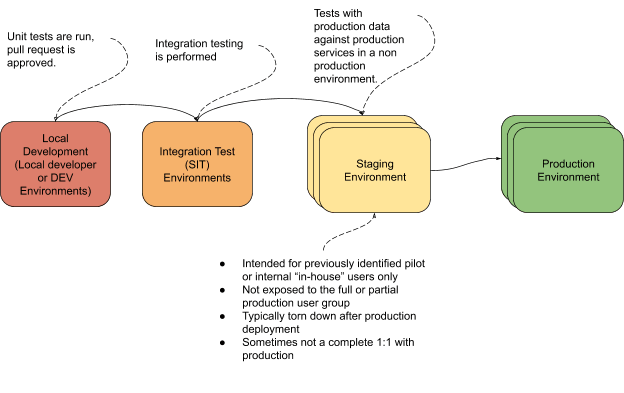 Unit tests are run,
pull request is
approved.
Integration testing
is performed
Tests with
production data
against production
services in a non
production
environment.
Local
Development
(Local developer
or DEV
Environments)
Integration Test
(SIT)
Environments
Staging
Environment
Production
Environment
● Intended for previously identified pilot
or internal “in-house” users only
● Not exposed to the full or partial
production user group
● Typically torn down after production
deployment
● Sometimes not a complete 1:1 with
production